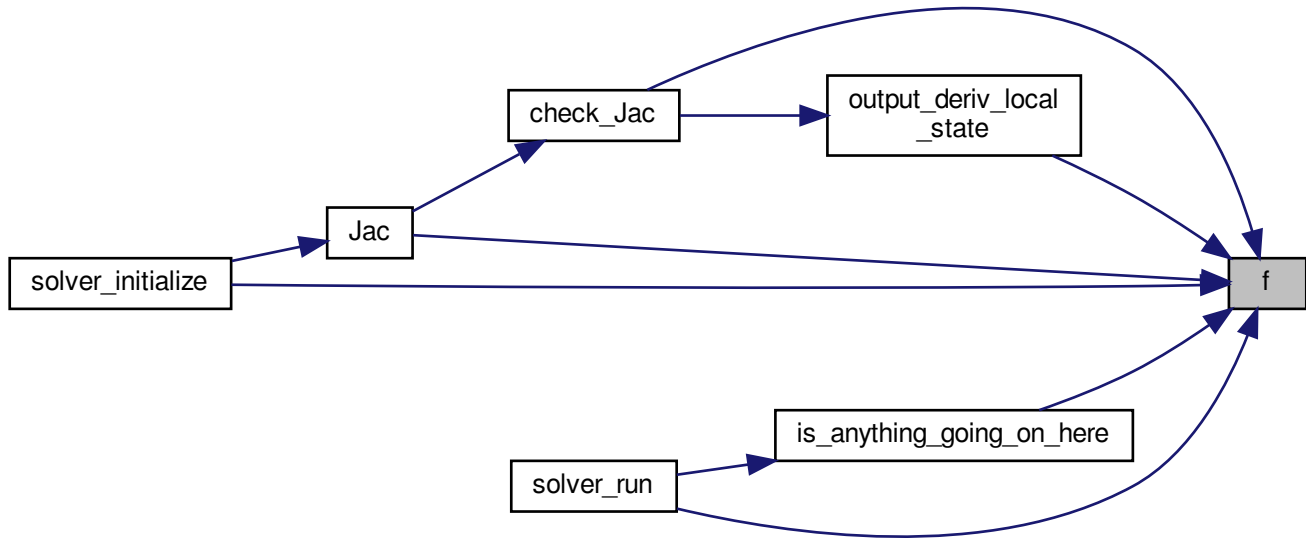 output_deriv_local
_state
check_Jac
Jac
solver_initialize
f
is_anything_going_on_here
solver_run